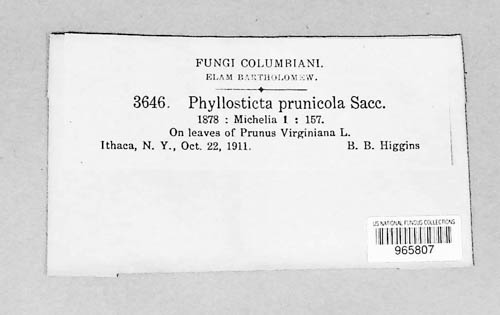 FUNGI COLUMBIANI.
ELAM BARTHOLOMEW.
3646. Phyllosticta prunicola Sacc.
1878 : Michelia I : 157.
On leaves of Prunus Virginiana L.
Ithaca, N. Y., Oct. 22, 1911. B. B. Higgins
US NATIONAL FUNGUS COLLECTIONS
965807